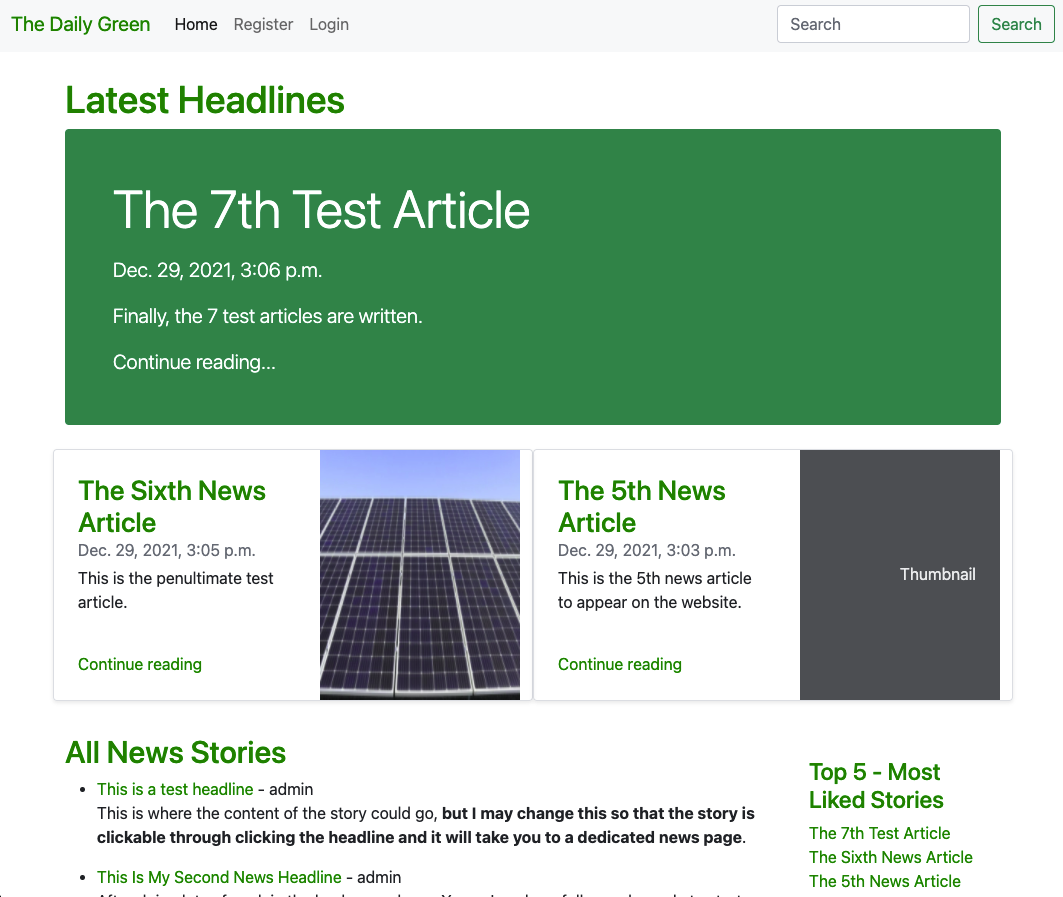 The Daily Green Home Register Login Search Search
Latest Headlines
The 7th Test Article
Dec. 29, 2021, 3:06 p.m.
Finally, the 7 test articles are written.
Continue reading...
The Sixth News
Article
Dec. 29, 2021, 3:05 p.m.
This is the penultimate test
article.
Continue reading
The 5th News
Article
Dec. 29, 2021, 3:03 p.m.
This is the 5th news article
to appear on the website.
Continue reading
Thumbnail
All News Stories
This is a test headline - admin
This is where the content of the story could go, but I may change this so that the story is
clickable through clicking the headline and it will take you to a dedicated news page.
This Is My Second News Headline - admin
Top 5 - Most
Liked Stories
The 7th Test Article
The Sixth News Article
The 5th News Article